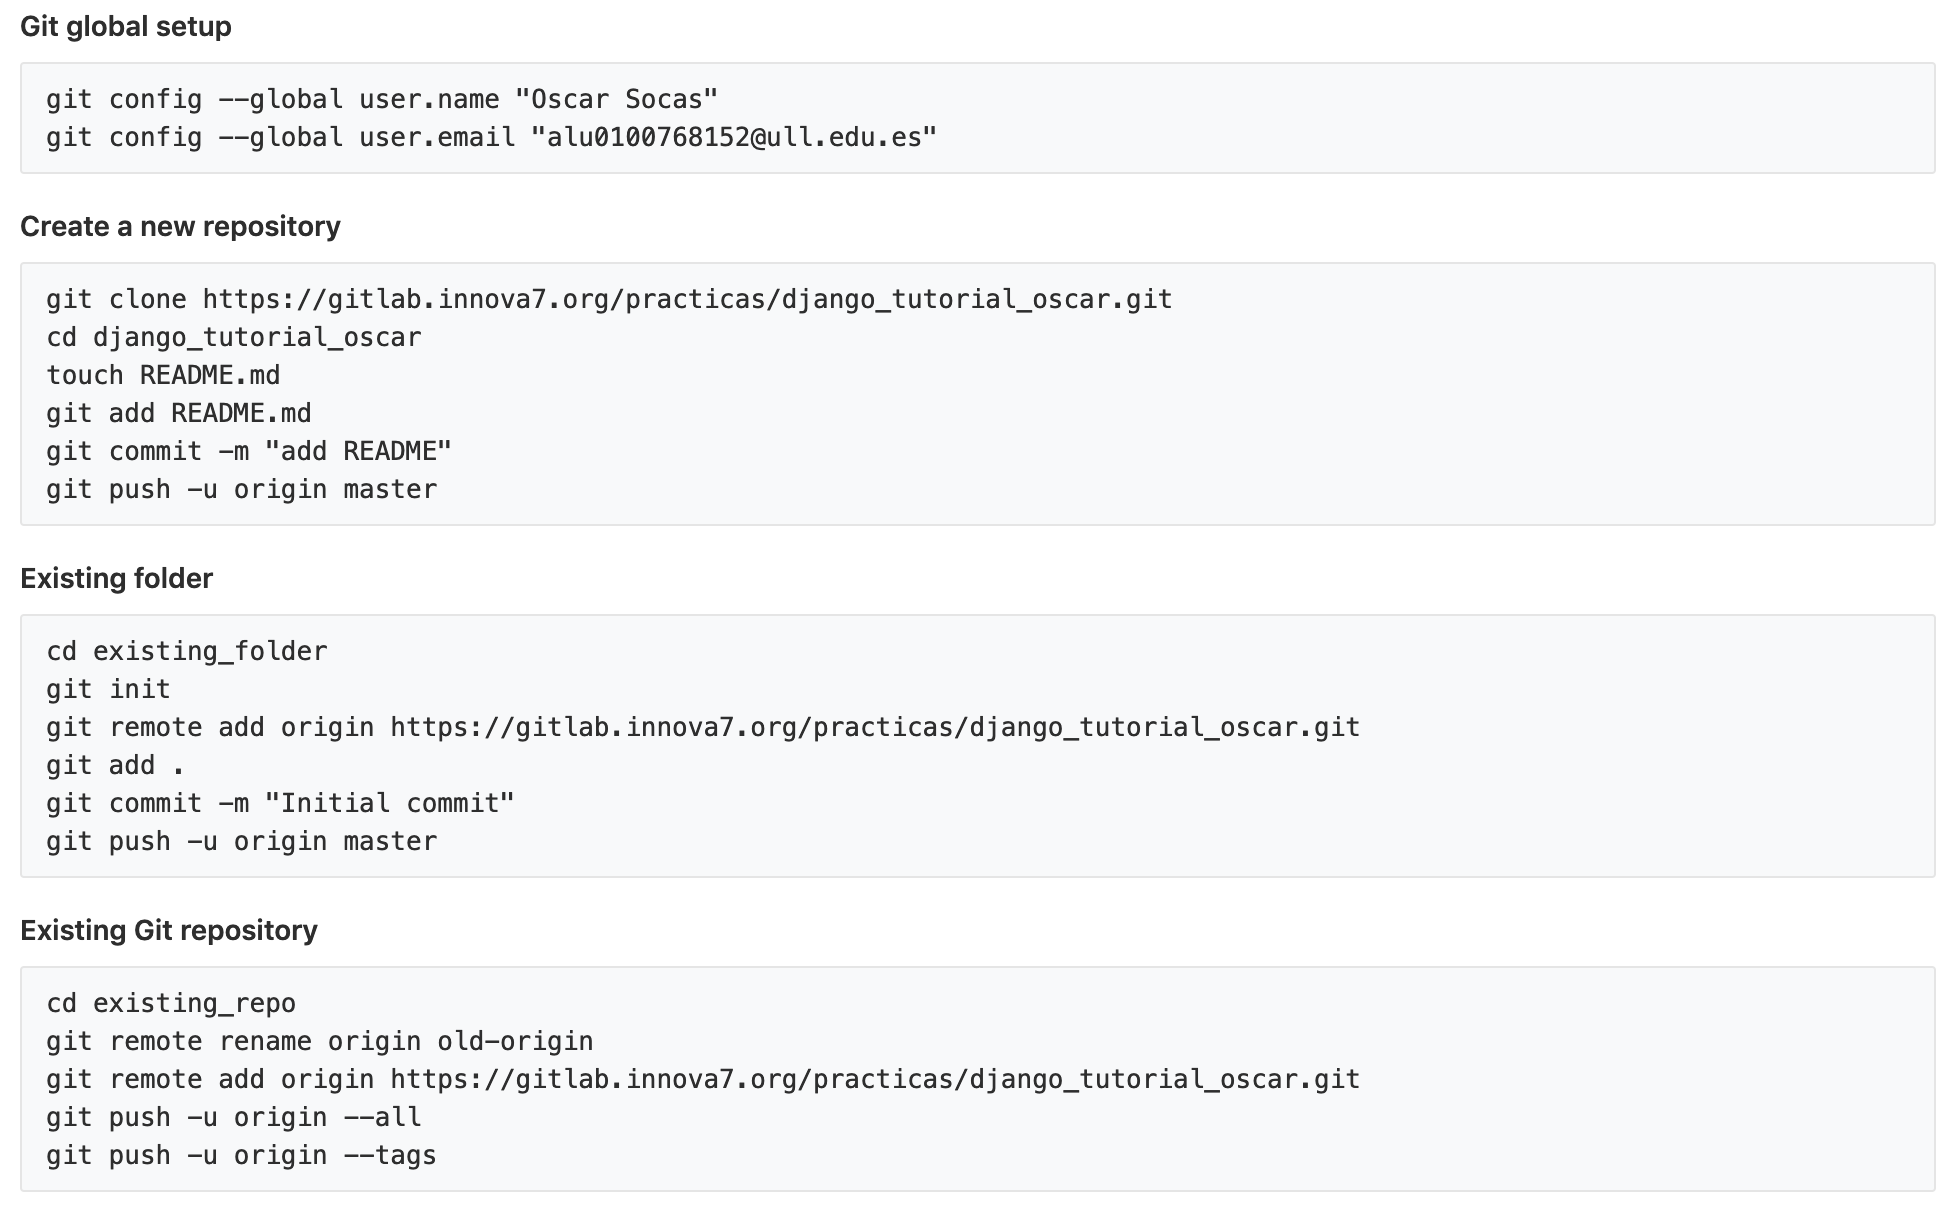 Git global setup
git config --global user.name "Oscar Socas"
git config --global user.email "alu0100768152@ull.edu.es"
Create a new repository
git clone https://gitlab.innova7.org/practicas/django_tutorial_oscar.git
cd django_tutorial_oscar
touch README.md
git add README.md
git commit -m "add README"
git push -u origin master
Existing folder
cd existing_folder
git init
git remote add origin https://gitlab.innova7.org/practicas/django_tutorial_oscar.git
git add .
git commit -m "Initial commit"
git push -u origin master
Existing Git repository
cd existing_repo
git remote rename origin old-origin
git remote add origin https://gitlab.innova7.org/practicas/django_tutorial_oscar.git
git push -u origin --all
git push -u origin --tags